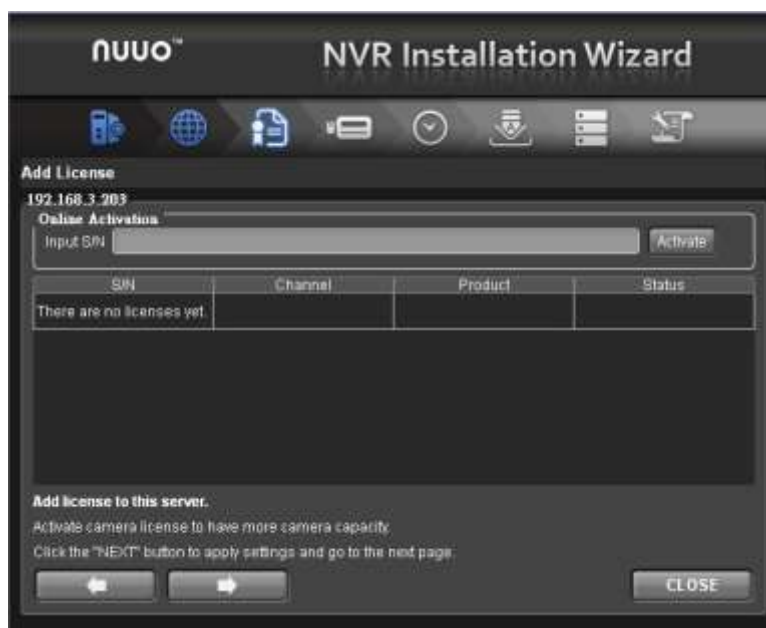 nuuo™ NVR Installation Wizard
Add License
192.168.3.203
Online Activation
Input S/N Activate
S/N Channel Product Status
There are no licenses yet.
Add license to this server.
Activate camera license to have more camera capacity.
Click the "NEXT" button to apply settings and go to the next page.
CLOSE